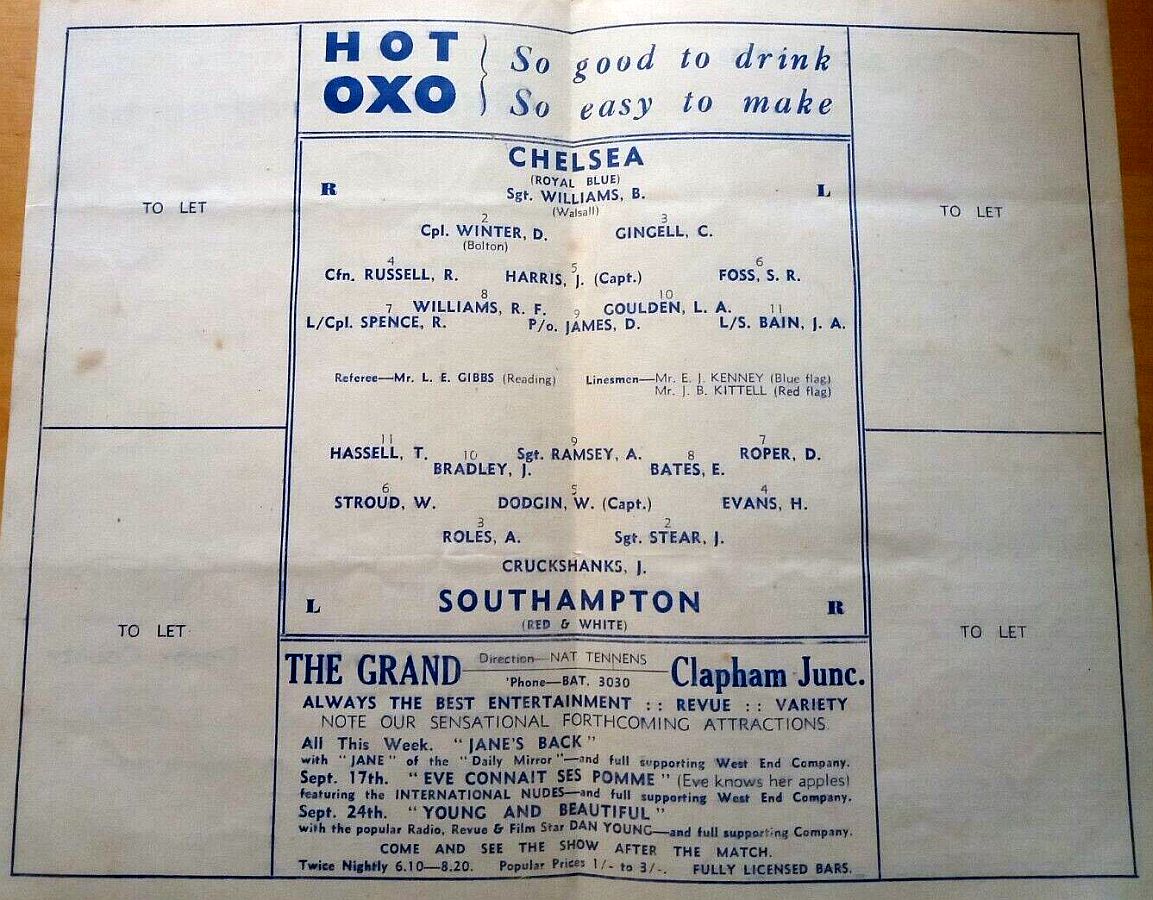 HOT OXO
So good to drink
So easy to make
TO LET
TO LET
CHELSEA
(ROYAL BLUE)
R
L
Sgt. WILLIAMS, B.
(Walsall)
2 3
Cpl. WINTER, D. GINGELL, C.
(Bolton)
4 5 6
Cfn. RUSSELL, R. HARRIS, J. (Capt.) FOSS, S. R.
8 10
WILLIAMS, R. F. GOULDEN, L. A.
7 9 11
L/Cpl. SPENCE, R. P/o. JAMES, D. L/S. BAIN, J. A.
Referee—Mr. L. E. GIBBS (Reading) Linesmen—Mr. E. J. KENNEY (Blue flag)
Mr. J. B. KITTELL (Red flag)
11 9 7
HASSELL, T. Sgt. RAMSEY, A. ROPER, D.
10 8
BRADLEY, J. BATES, E.
6 5 4
STROUD, W. DODGIN, W. (Capt.) EVANS, H.
3 2
ROLES, A. Sgt. STEAR, J.
CRUCKSHANKS, J.
L SOUTHAMPTON R
(RED & WHITE)
TO LET
TO LET
THE GRAND Direction—NAT TENNENS Clapham Junc.
'Phone—BAT. 3030
ALWAYS THE BEST ENTERTAINMENT :: REVUE :: VARIETY
NOTE OUR SENSATIONAL FORTHCOMING ATTRACTIONS.
All This Week. "JANE'S BACK"
with "JANE" of the "Daily Mirror"—and full supporting West End Company.
Sept. 17th. "EVE CONNAIT SES POMME" (Eve knows her apples)
featuring the INTERNATIONAL NUDES—and full supporting West End Company.
Sept. 24th. "YOUNG AND BEAUTIFUL"
with the popular Radio, Revue & Film Star DAN YOUNG—and full supporting Company.
COME AND SEE THE SHOW AFTER THE MATCH.
Twice Nightly 6.10—8.20. Popular Prices 1/- to 3/-. FULLY LICENSED BARS.